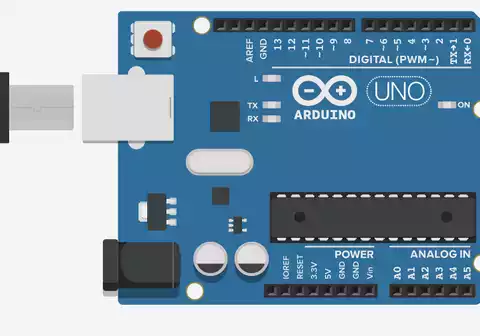 AREF
GND
13
12
~11
~10
~9
8
7
~6
~5
4
~3
2
TX→1
RX←0
DIGITAL (PWM~)
L
TX
RX
ARDUINO
UNO
ON
POWER
ANALOG IN
IOREF
RESET
3.3V
5V
GND
GND
Vin
A0
A1
A2
A3
A4
A5